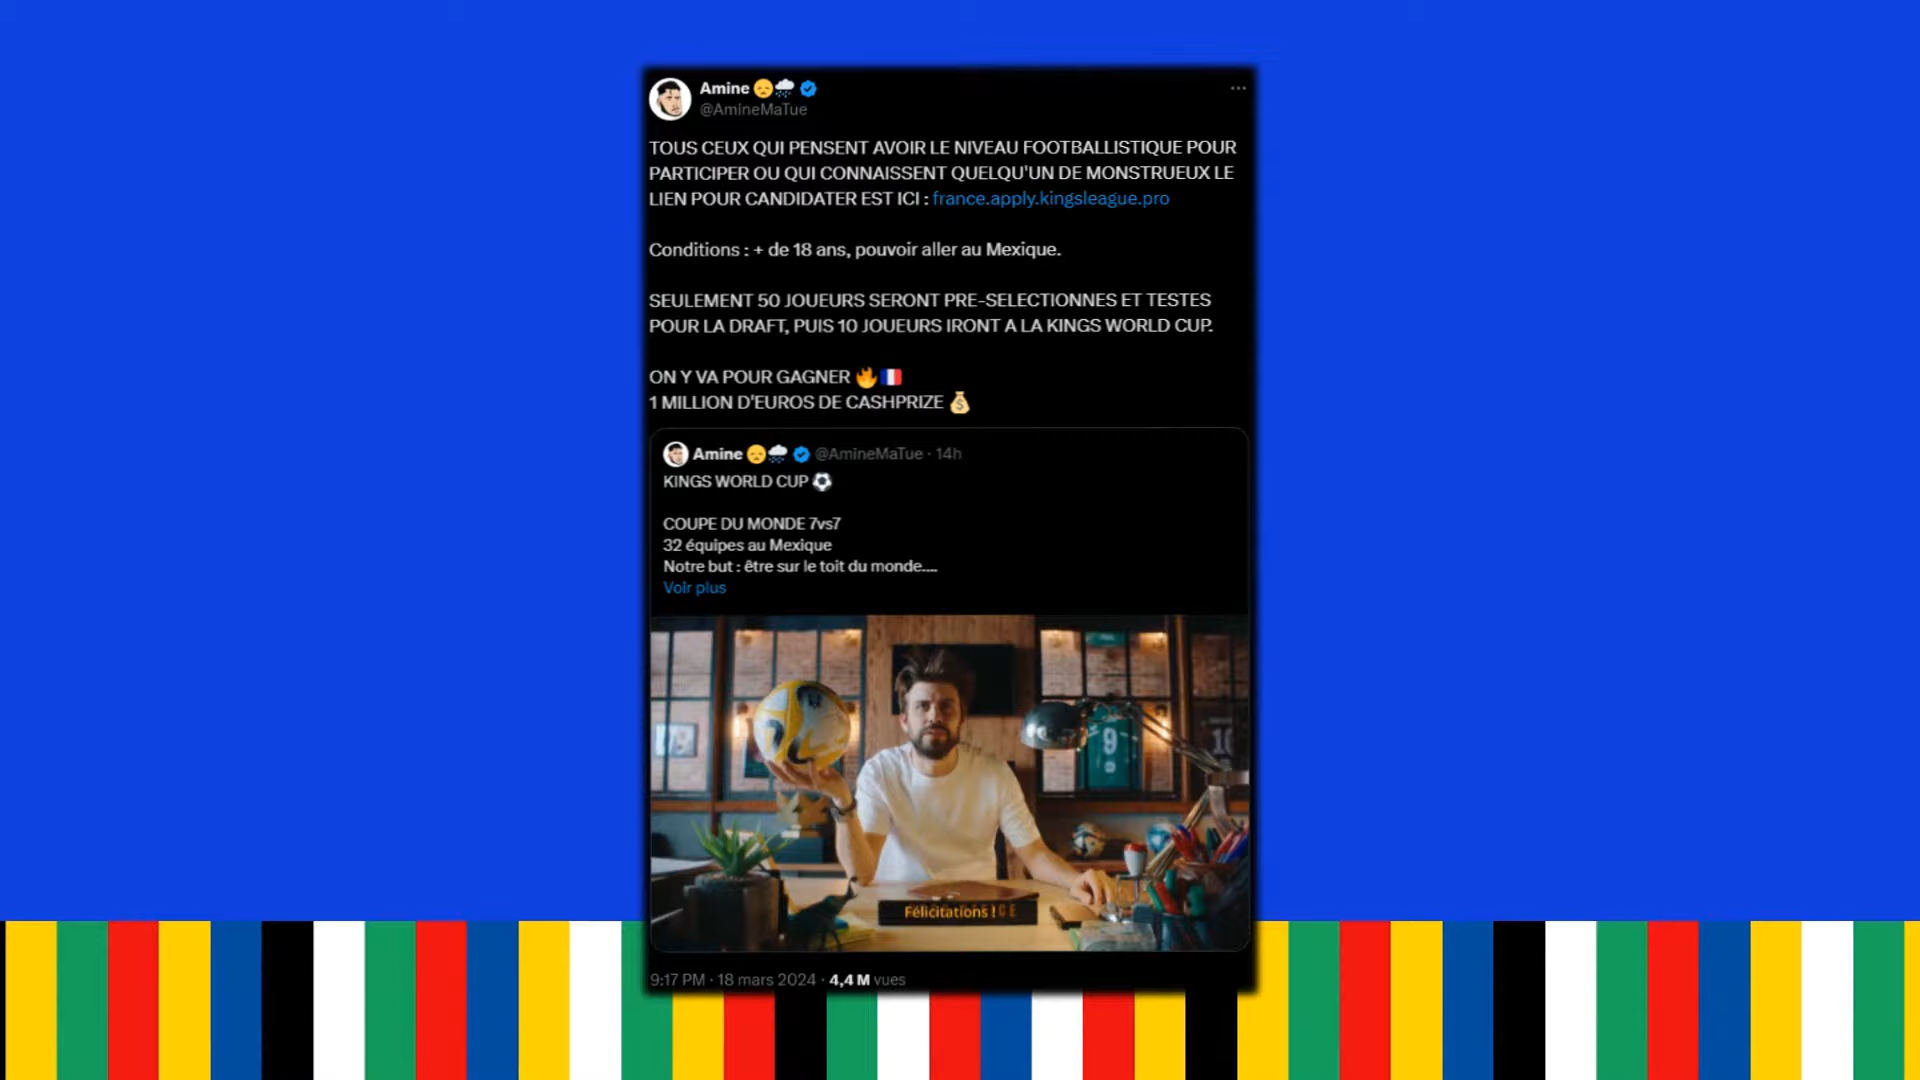 Amine 😞🌧️
@AmineMaTue
TOUS CEUX QUI PENSENT AVOIR LE NIVEAU FOOTBALLISTIQUE POUR
PARTICIPER OU QUI CONNAISSENT QUELQU'UN DE MONSTRUEUX LE
LIEN POUR CANDIDATER EST ICI : france.apply.kingsleague.pro
Conditions : + de 18 ans, pouvoir aller au Mexique.
SEULEMENT 50 JOUEURS SERONT PRE-SELECTIONNES ET TESTES
POUR LA DRAFT, PUIS 10 JOUEURS IRONT A LA KINGS WORLD CUP.
ON Y VA POUR GAGNER 🔥🇫🇷
1 MILLION D'EUROS DE CASHPRIZE 💰
Amine 😞🌧️ @AmineMaTue · 14h
KINGS WORLD CUP ⚽
COUPE DU MONDE 7vs7
32 équipes au Mexique
Notre but : être sur le toit du monde....
Voir plus
9
10
Félicitations !
9:17 PM · 18 mars 2024 · 4,4 M vues